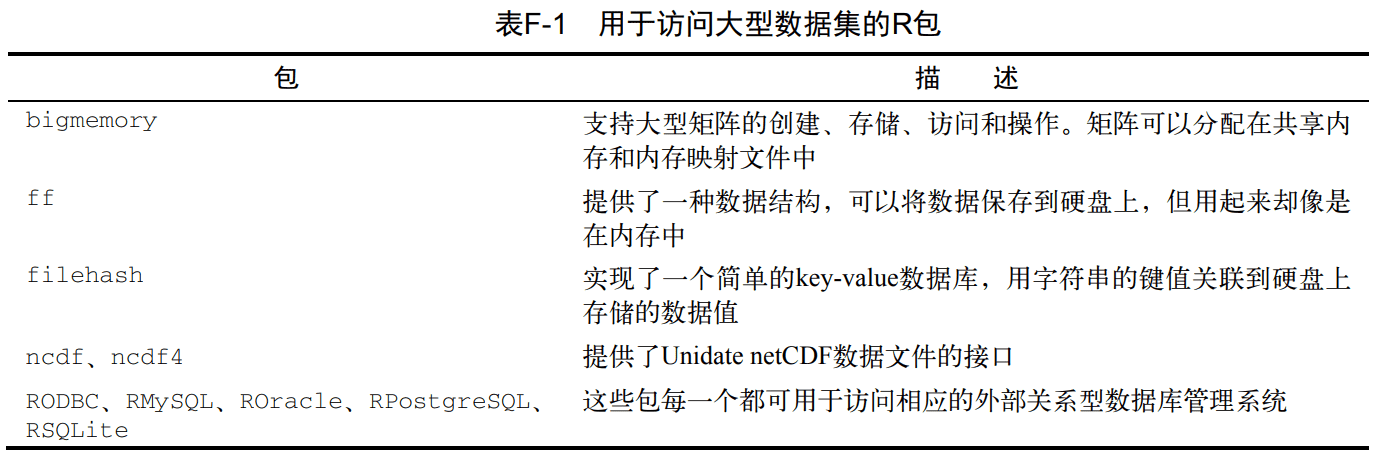 表F-1 用于访问大型数据集的R包
包 描 述
bigmemory 支持大型矩阵的创建、存储、访问和操作。矩阵可以分配在共享内
存和内存映射文件中
ff 提供了一种数据结构，可以将数据保存到硬盘上，但用起来却像是
在内存中
filehash 实现了一个简单的key-value数据库，用字符串的键值关联到硬盘上
存储的数据值
ncdf、ncdf4 提供了Unidate netCDF数据文件的接口
RODBC、RMySQL、ROracle、RPostgreSQL、 这些包每一个都可用于访问相应的外部关系型数据库管理系统
RSQLite